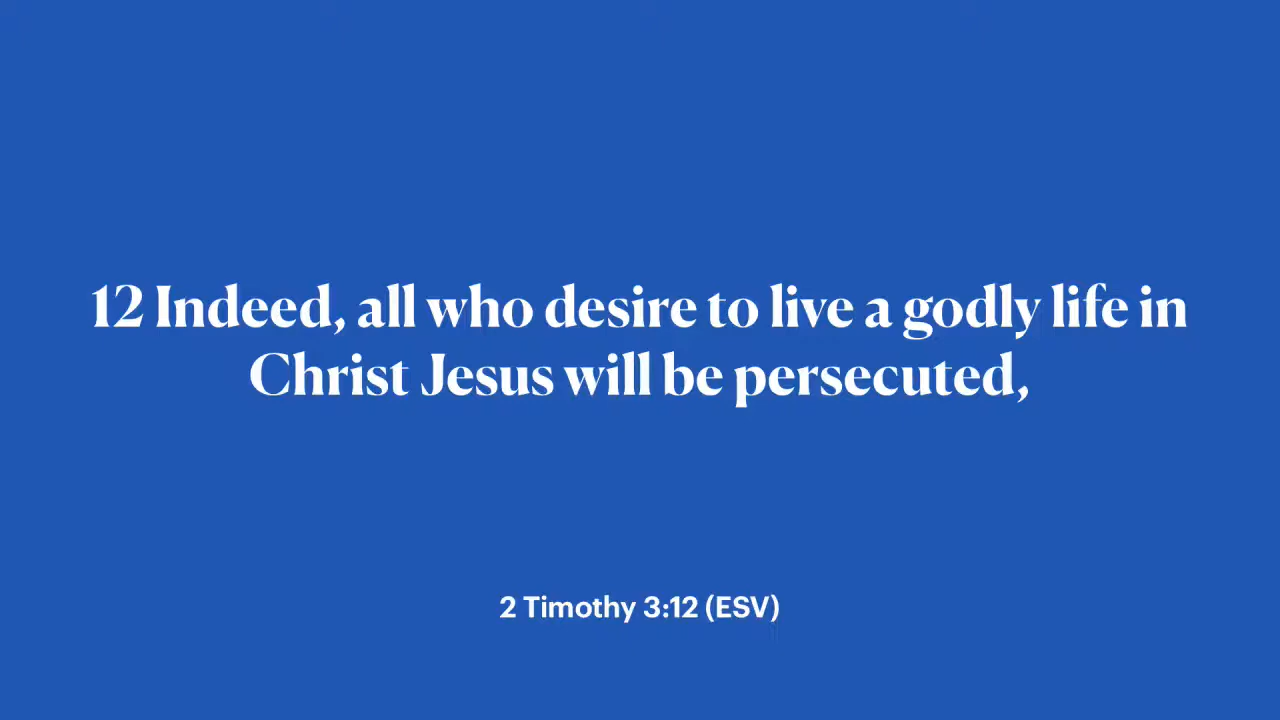 12 Indeed, all who desire to live a godly life in
Christ Jesus will be persecuted,
2 Timothy 3:12 (ESV)